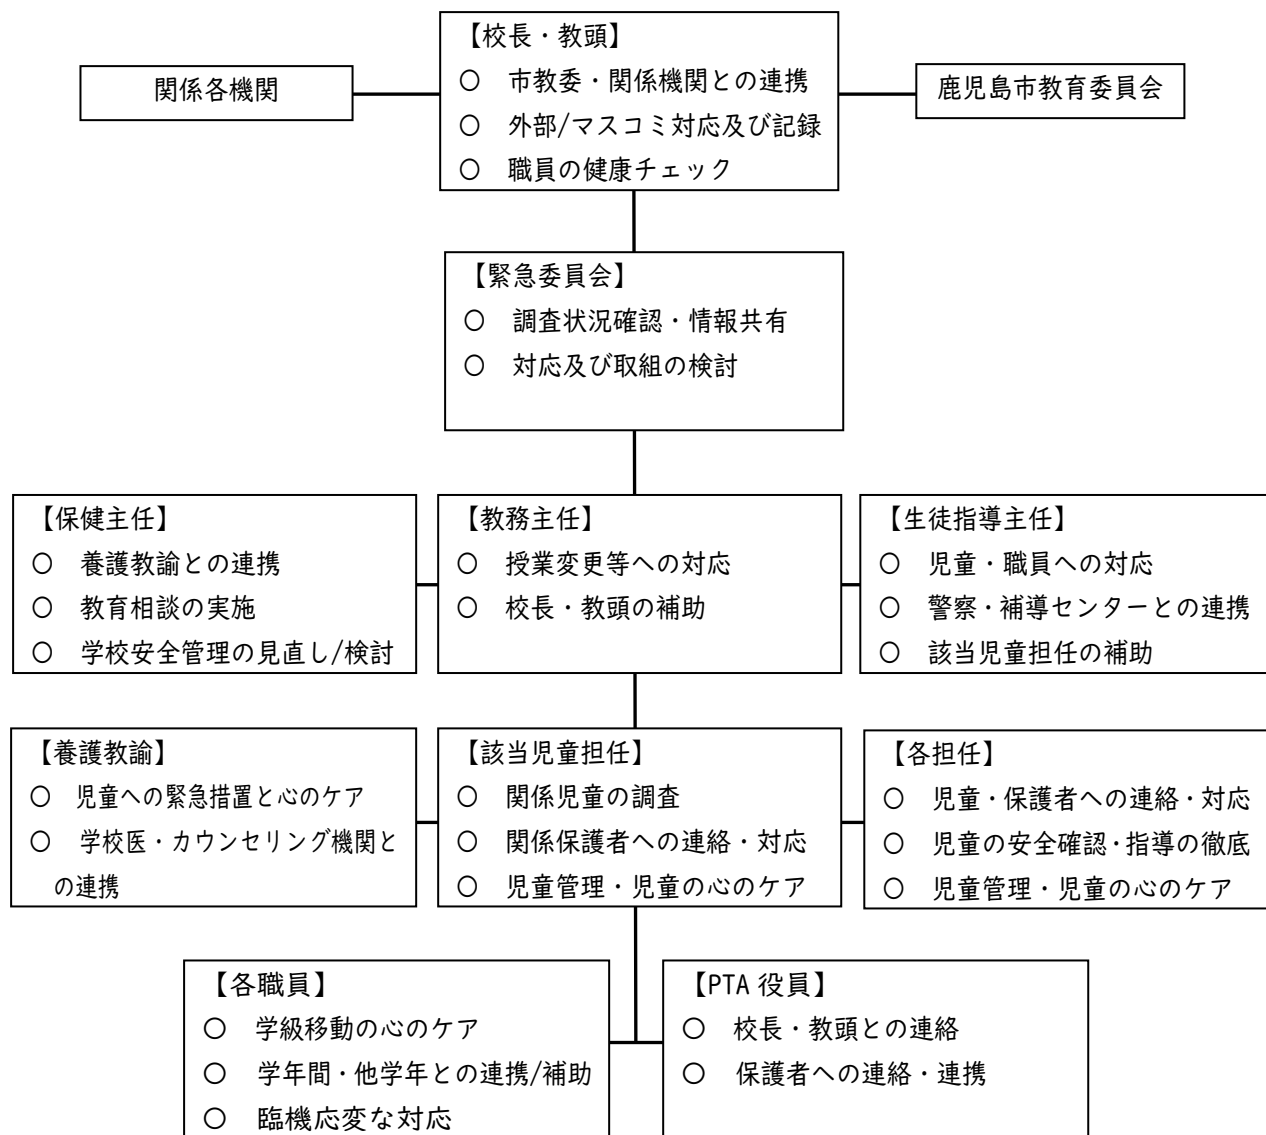 【校長・教頭】
○　市教委・関係機関との連携
○　外部/マスコミ対応及び記録
○　職員の健康チェック
関係各機関
鹿児島市教育委員会
【緊急委員会】
○　調査状況確認・情報共有
○　対応及び取組の検討
【保健主任】
○　養護教諭との連携
○　教育相談の実施
○　学校安全管理の見直し/検討
【教務主任】
○　授業変更等への対応
○　校長・教頭の補助
【生徒指導主任】
○　児童・職員への対応
○　警察・補導センターとの連携
○　該当児童担任の補助
【養護教諭】
○　児童への緊急措置と心のケア
○　学校医・カウンセリング機関と
の連携
【該当児童担任】
○　関係児童の調査
○　関係保護者への連絡・対応
○　児童管理・児童の心のケア
【各担任】
○　児童・保護者への連絡・対応
○　児童の安全確認・指導の徹底
○　児童管理・児童の心のケア
【各職員】
○　学級移動の心のケア
○　学年間・他学年との連携/補助
○　臨機応変な対応
【PTA 役員】
○　校長・教頭との連絡
○　保護者への連絡・連携